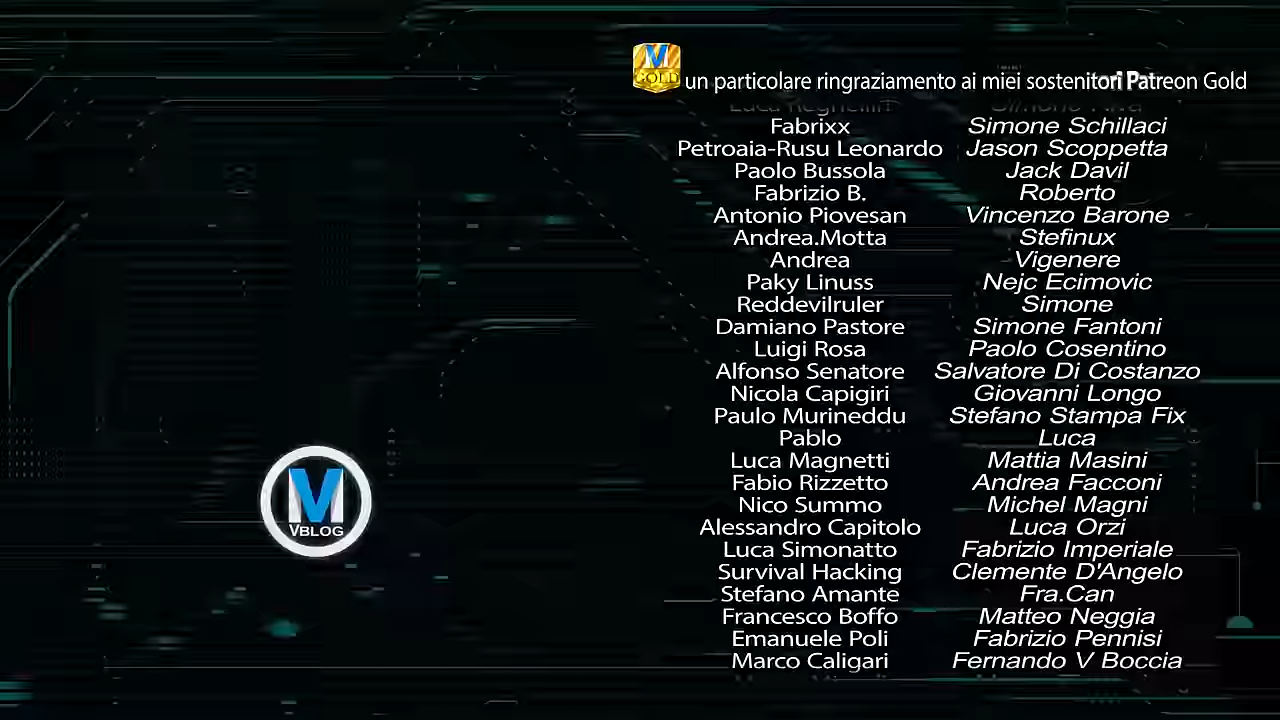 M
GOLD
un particolare ringraziamento ai miei sostenitori Patreon Gold
Fabrixx Simone Schillaci
Petroaia-Rusu Leonardo Jason Scoppetta
Paolo Bussola Jack Davil
Fabrizio B. Roberto
Antonio Piovesan Vincenzo Barone
Andrea.Motta Stefinux
Andrea Vigenere
Paky Linuss Nejc Ecimovic
Reddevilruler Simone
Damiano Pastore Simone Fantoni
Luigi Rosa Paolo Cosentino
Alfonso Senatore Salvatore Di Costanzo
Nicola Capigiri Giovanni Longo
Paulo Murineddu Stefano Stampa Fix
Pablo Luca
Luca Magnetti Mattia Masini
Fabio Rizzetto Andrea Facconi
Nico Summo Michel Magni
Alessandro Capitolo Luca Orzi
Luca Simonatto Fabrizio Imperiale
Survival Hacking Clemente D'Angelo
Stefano Amante Fra.Can
Francesco Boffo Matteo Neggia
Emanuele Poli Fabrizio Pennisi
Marco Caligari Fernando V Boccia
M
VBLOG